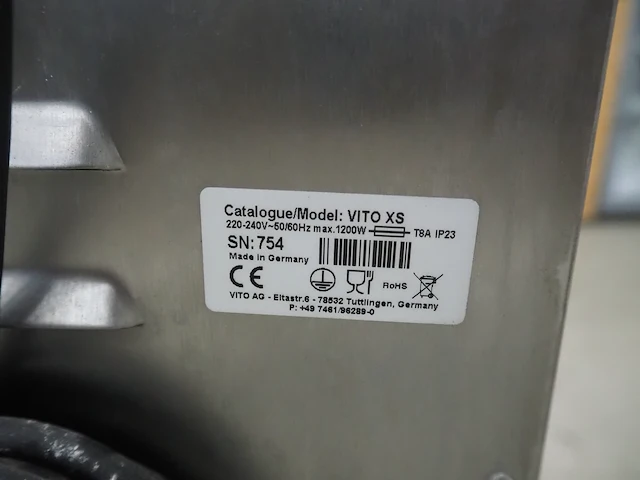 Catalogue/Model: VITO XS
220-240V~50/60Hz max.1200W T8A IP23
SN: 754
Made in Germany
CE RoHS
VITO AG - Eltastr.6 - 78532 Tuttlingen, Germany
P: +49 7461/96289-0